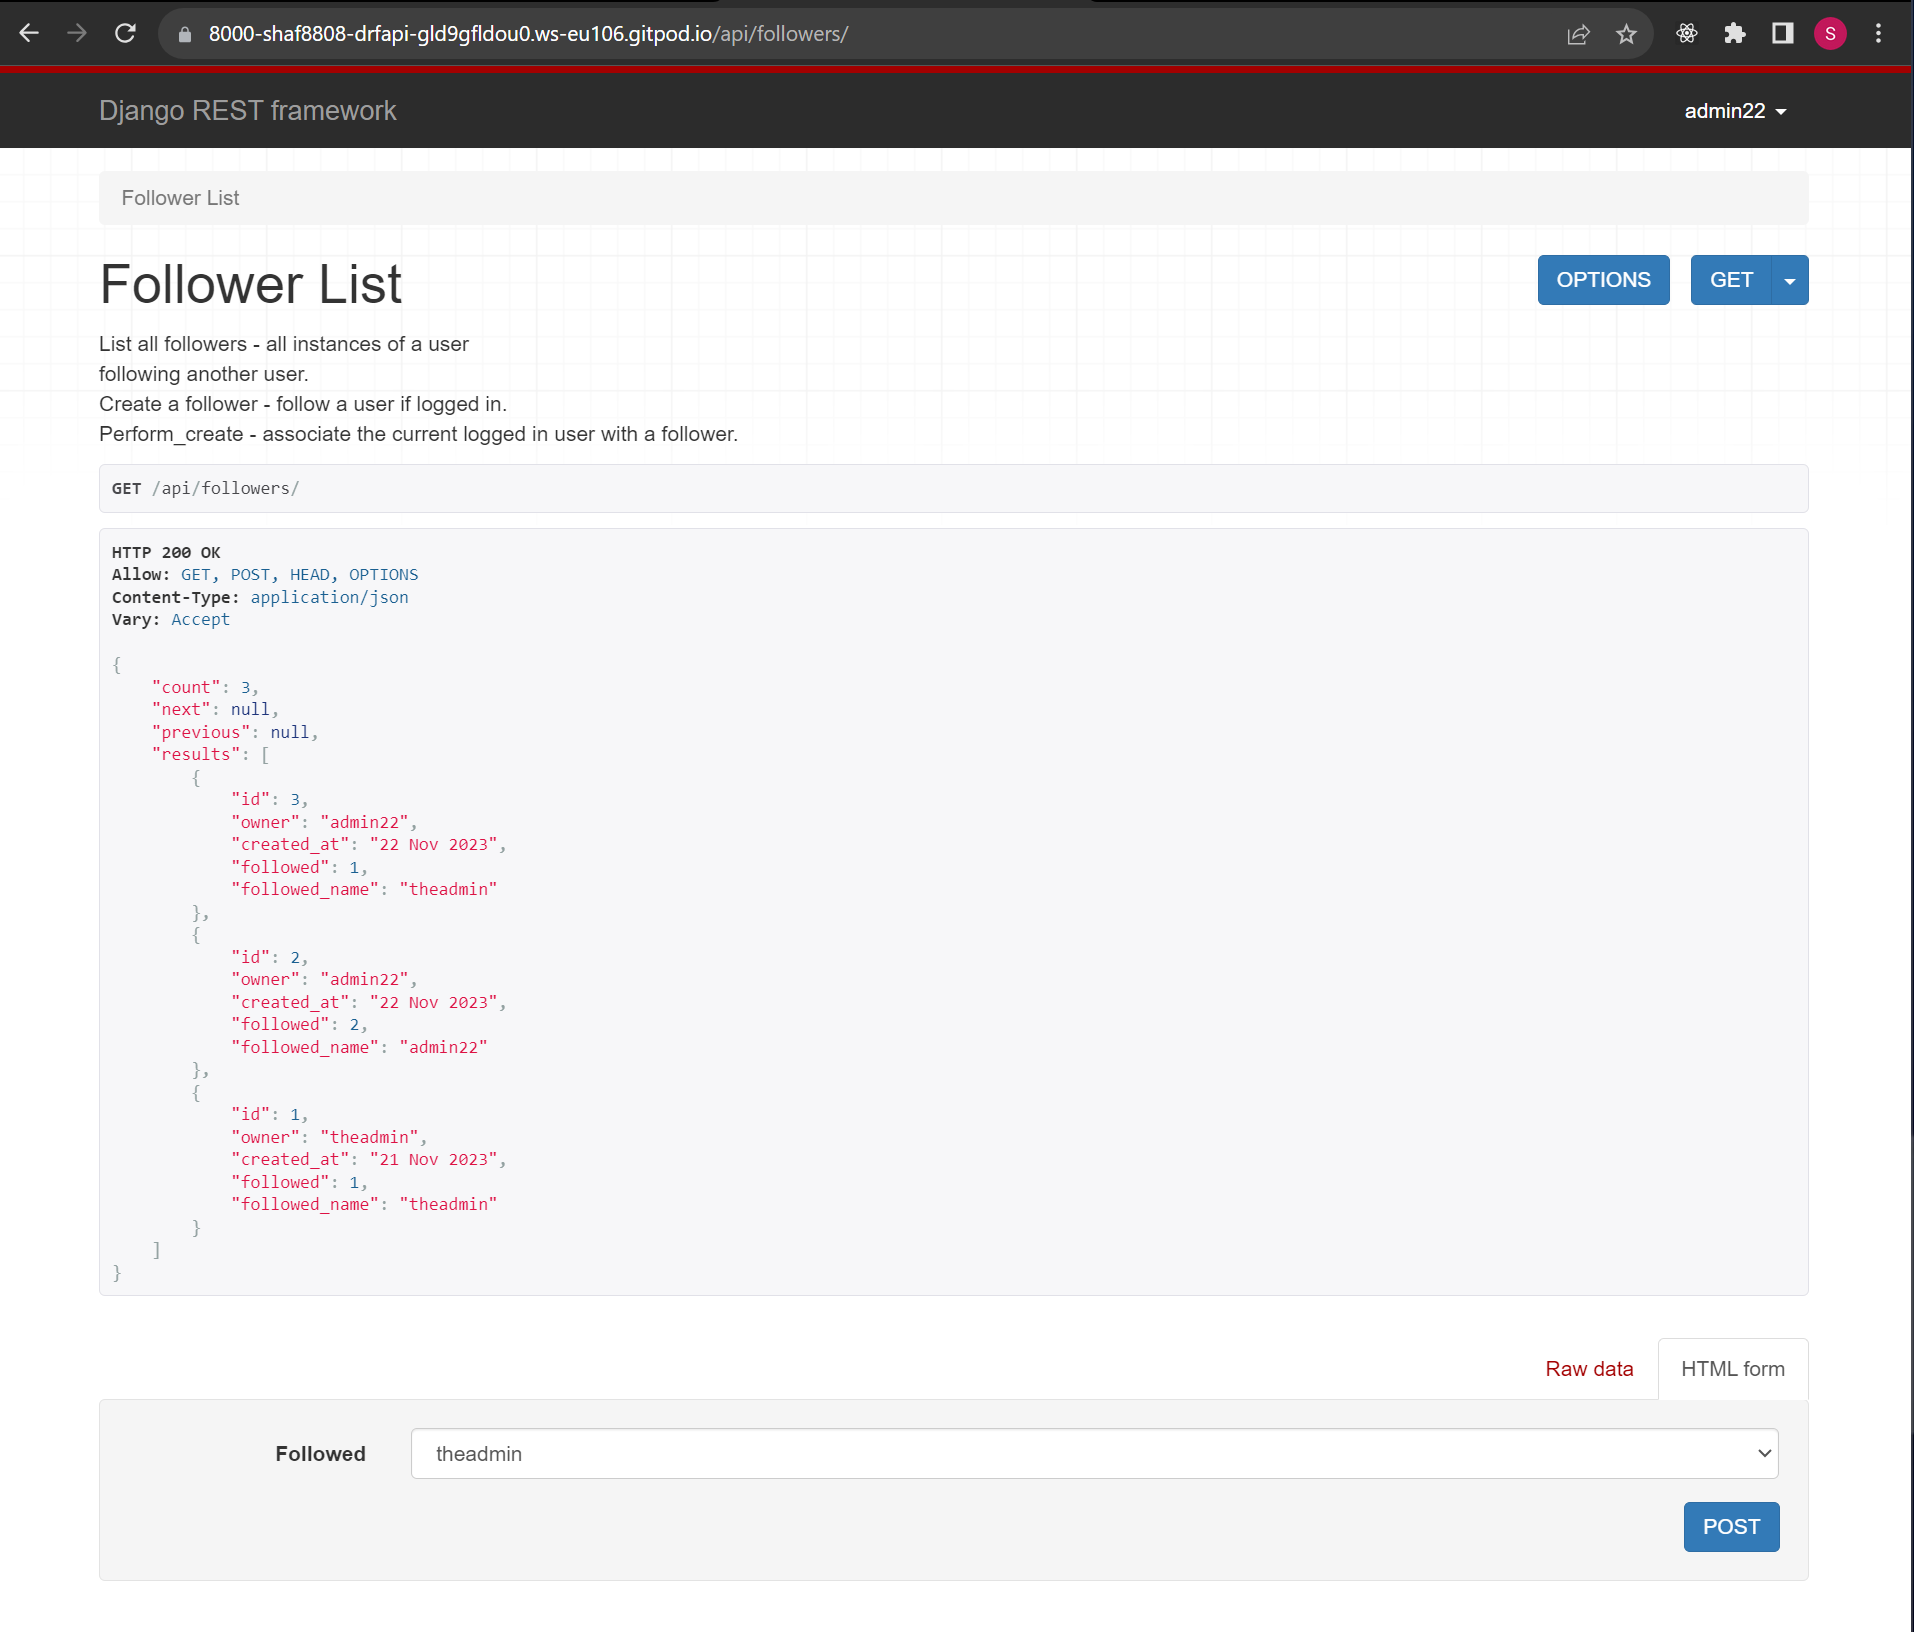 8000-shaf8808-drfapi-gld9gfldou0.ws-eu106.gitpod.io/api/followers/
S
Django REST framework
admin22
Follower List
Follower List
OPTIONS
GET
List all followers - all instances of a user
following another user.
Create a follower - follow a user if logged in.
Perform_create - associate the current logged in user with a follower.
GET /api/followers/
HTTP 200 OK
Allow: GET, POST, HEAD, OPTIONS
Content-Type: application/json
Vary: Accept
{
    "count": 3,
    "next": null,
    "previous": null,
    "results": [
        {
            "id": 3,
            "owner": "admin22",
            "created_at": "22 Nov 2023",
            "followed": 1,
            "followed_name": "theadmin"
        },
        {
            "id": 2,
            "owner": "admin22",
            "created_at": "22 Nov 2023",
            "followed": 2,
            "followed_name": "admin22"
        },
        {
            "id": 1,
            "owner": "theadmin",
            "created_at": "21 Nov 2023",
            "followed": 1,
            "followed_name": "theadmin"
        }
    ]
}
Raw data
HTML form
Followed
theadmin
POST